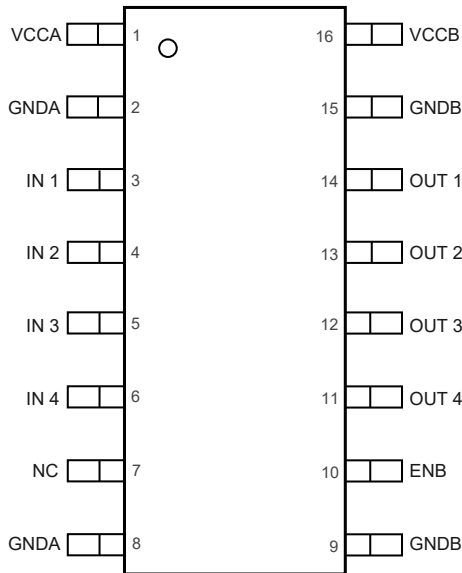 VCCA 1 16 VCCB
GNDA 2 15 GNDB
IN 1 3 14 OUT 1
IN 2 4 13 OUT 2
IN 3 5 12 OUT 3
IN 4 6 11 OUT 4
NC 7 10 ENB
GNDA 8 9 GNDB